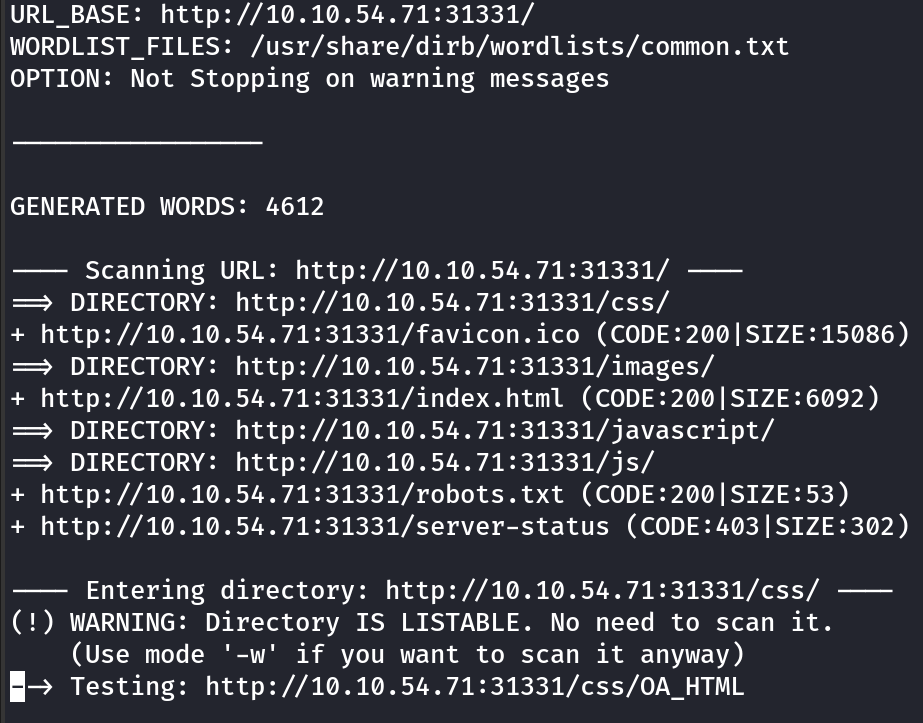 URL_BASE: http://10.10.54.71:31331/
WORDLIST_FILES: /usr/share/dirb/wordlists/common.txt
OPTION: Not Stopping on warning messages
-----------------
GENERATED WORDS: 4612
---- Scanning URL: http://10.10.54.71:31331/ ----
==> DIRECTORY: http://10.10.54.71:31331/css/
+ http://10.10.54.71:31331/favicon.ico (CODE:200|SIZE:15086)
==> DIRECTORY: http://10.10.54.71:31331/images/
+ http://10.10.54.71:31331/index.html (CODE:200|SIZE:6092)
==> DIRECTORY: http://10.10.54.71:31331/javascript/
==> DIRECTORY: http://10.10.54.71:31331/js/
+ http://10.10.54.71:31331/robots.txt (CODE:200|SIZE:53)
+ http://10.10.54.71:31331/server-status (CODE:403|SIZE:302)
---- Entering directory: http://10.10.54.71:31331/css/ ----
(!) WARNING: Directory IS LISTABLE. No need to scan it.
(Use mode '-w' if you want to scan it anyway)
--> Testing: http://10.10.54.71:31331/css/OA_HTML